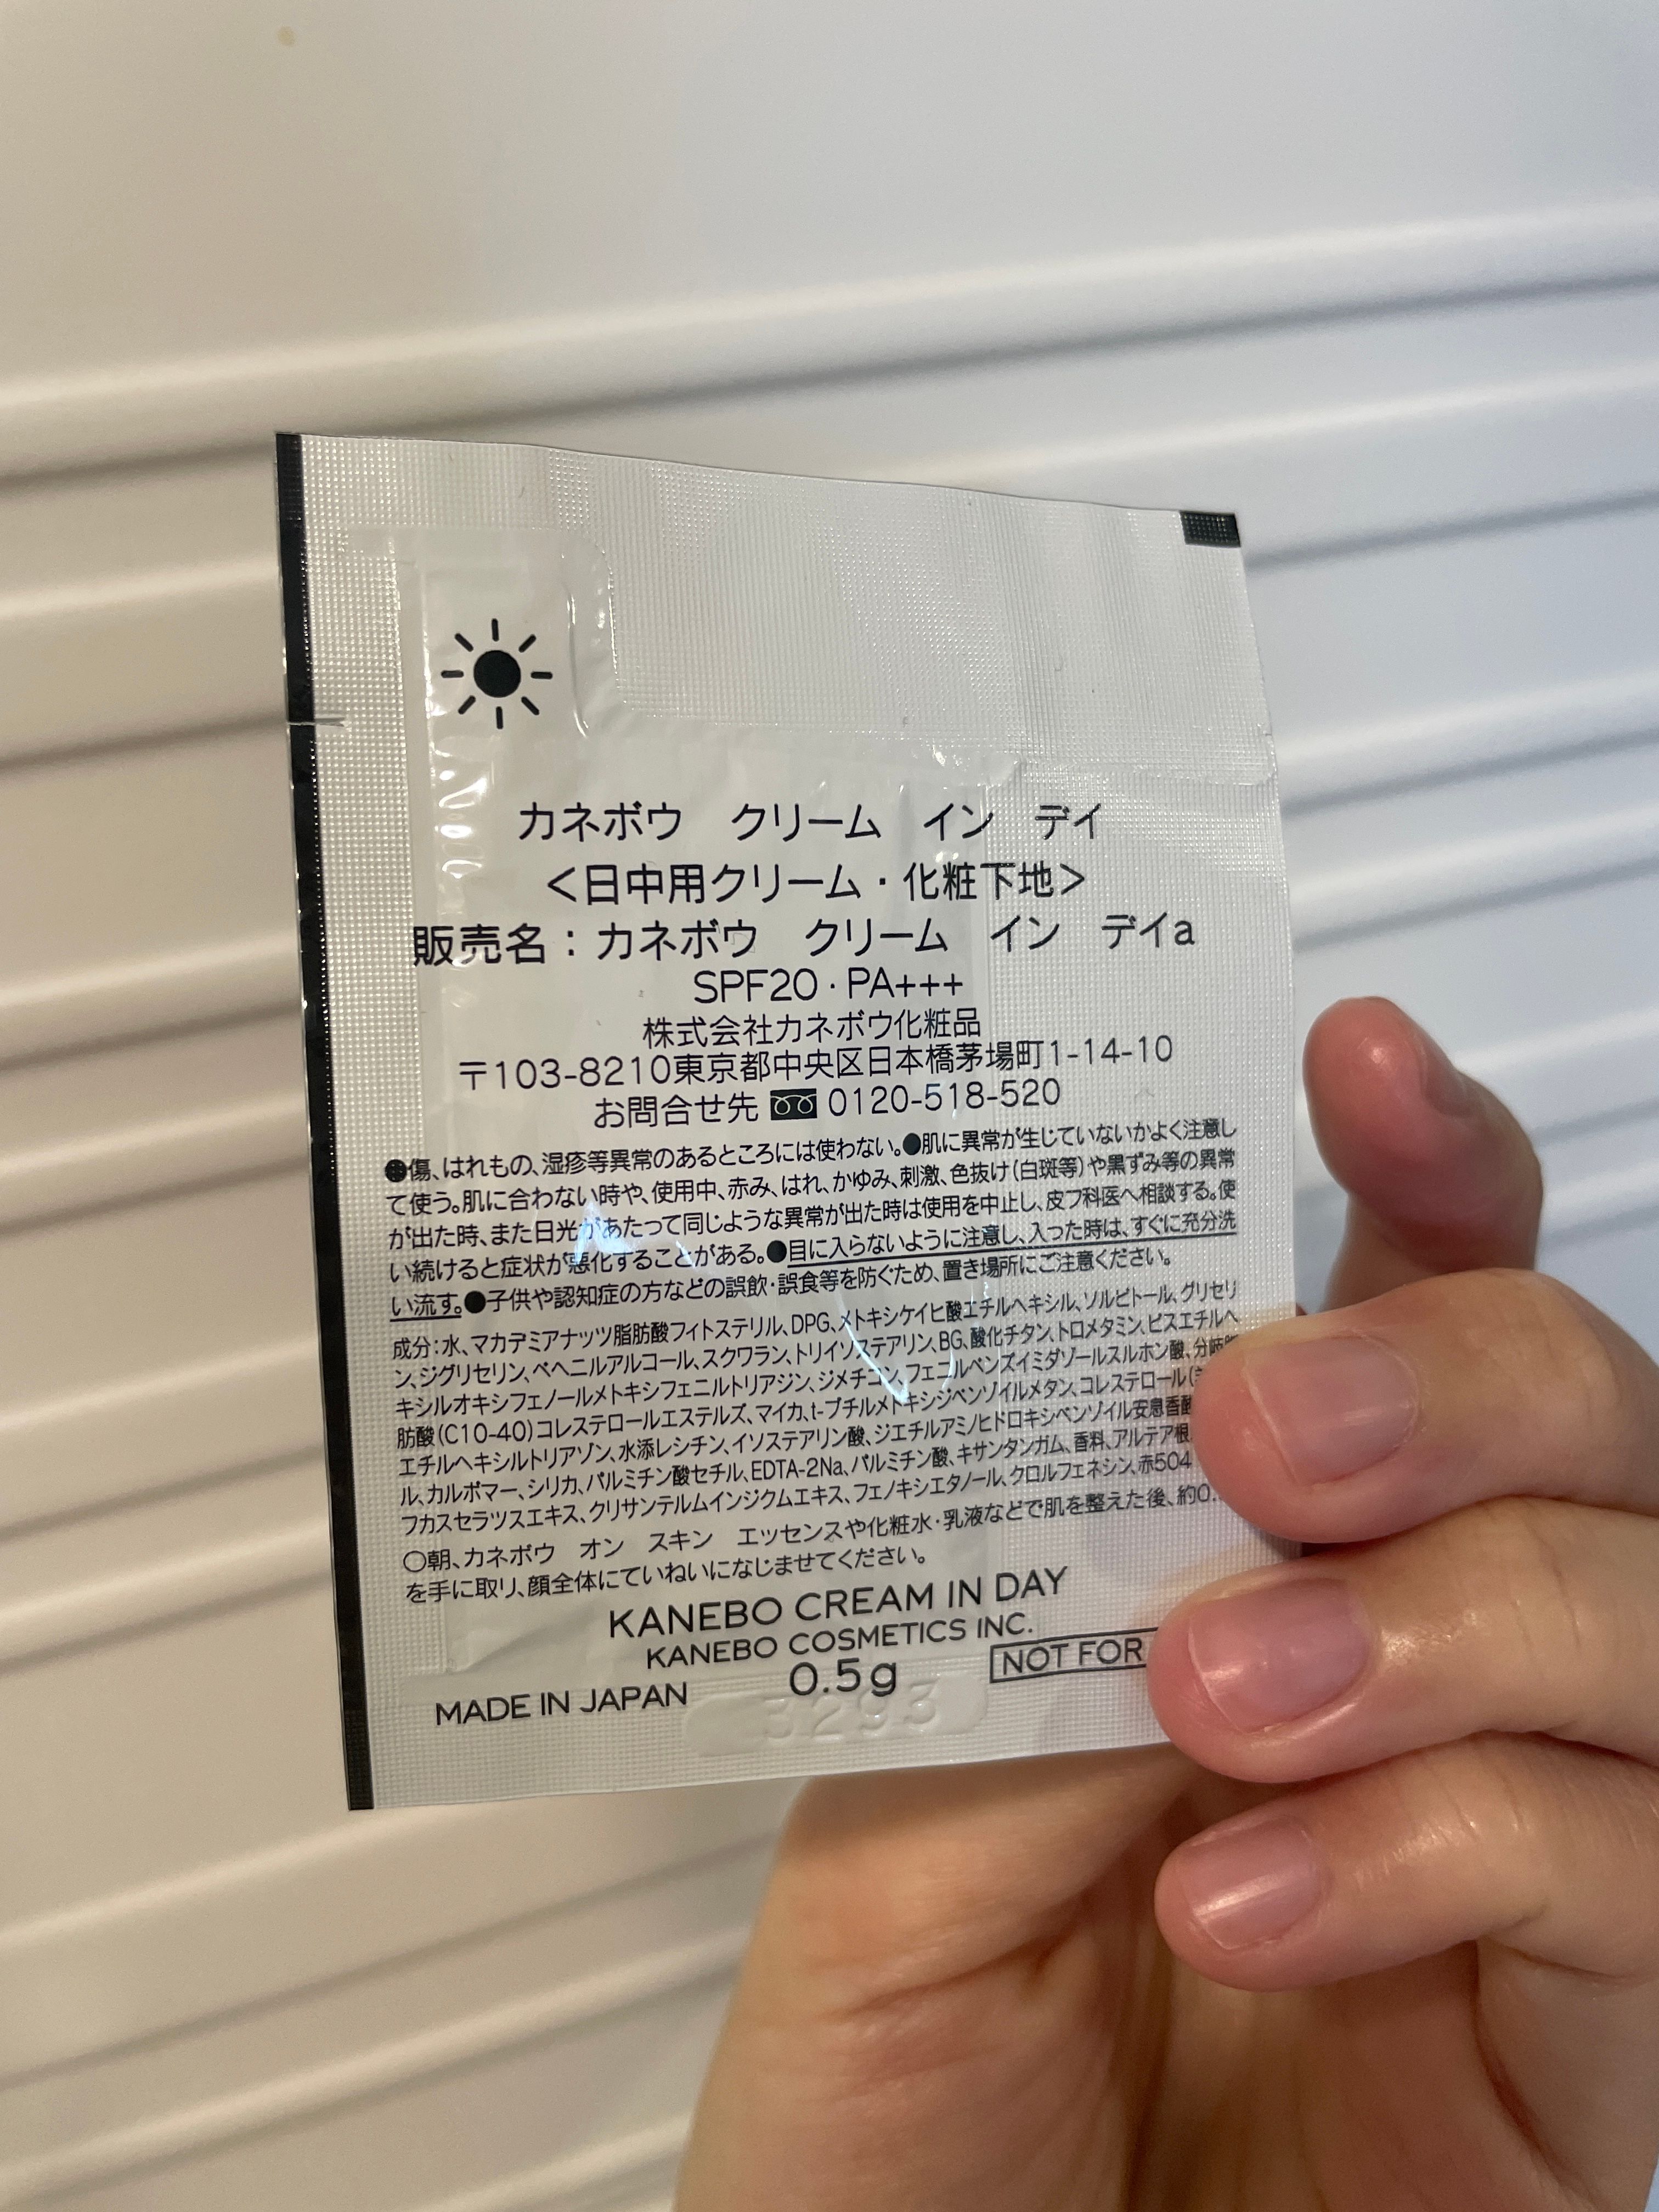 カネボウ クリーム イン デイ
＜日中用クリーム・化粧下地＞
販売名：カネボウ クリーム イン デイa
SPF20・PA+++
株式会社カネボウ化粧品
〒103-8210東京都中央区日本橋茅場町1-14-10
お問合せ先 0120-518-520
●傷、はれもの、湿疹等異常のあるところには使わない。●肌に異常が生じていないかよく注意し
て使う。肌に合わない時や、使用中、赤み、はれ、かゆみ、刺激、色抜け(白斑等)や黒ずみ等の異常
が出た時、また日光があたって同じような異常が出た時は使用を中止し、皮フ科医へ相談する。使
い続けると症状が悪化することがある。●目に入らないように注意し、入った時は、すぐに充分洗
い流す。●子供や認知症の方などの誤飲・誤食等を防ぐため、置き場所にご注意ください。
成分：水、マカデミアナッツ脂肪酸フィトステリル、DPG、メトキシケイヒ酸エチルヘキシル、ソルビトール、グリセリ
ン、ジグリセリン、ベヘニルアルコール、スクワラン、トリイソステアリン、BG、酸化チタン、トロメタミン、ビスエチルヘ
キシルオキシフェノールメトキシフェニルトリアジン、ジメチコン、フェニルベンズイミダゾールスルホン酸、分岐脂
肪酸(C10-40)コレステロールエステルズ、マイカ、t-ブチルメトキシジベンゾイルメタン、コレステロール(
エチルヘキシルトリアゾン、水添レシチン、イソステアリン酸、ジエチルアミノヒドロキシベンゾイル安息香酸
ル、カルボマー、シリカ、パルミチン酸セチル、EDTA-2Na、パルミチン酸、キサンタンガム、香料、アルテア根
フカスセラツスエキス、クリサンテルムインジクムエキス、フェノキシエタノール、クロルフェネシン、赤504
○朝、カネボウ オン スキン エッセンスや化粧水・乳液などで肌を整えた後、約0.
を手に取り、顔全体にていねいになじませてください。
KANEBO CREAM IN DAY
KANEBO COSMETICS INC.
0.5g
NOT FOR
MADE IN JAPAN
3293